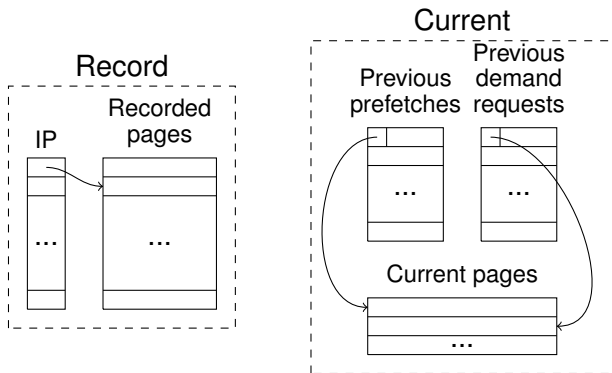 Record
IP
Recorded
pages
...
...
Current
Previous
prefetches
Previous
demand
requests
...
...
Current pages
...